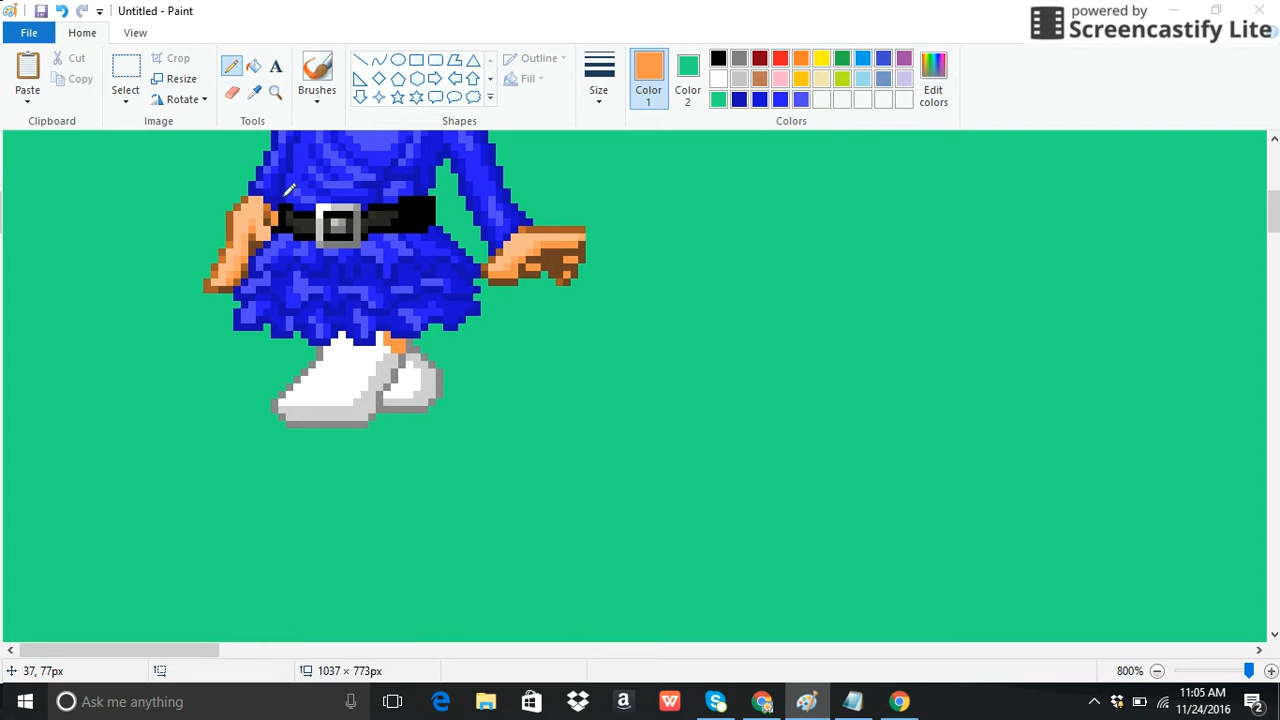 Untitled - Paint
powered by
Screencastify Lite
File
Home
View
Paste
Cut
Copy
Clipboard
Select
Crop
Resize
Rotate
Image
A
Tools
Brushes
Shapes
Outline
Fill
Size
Color
1
Color
2
Edit
colors
Colors
37, 77px
1037 × 773px
800%
Ask me anything
11:05 AM
11/24/2016
2